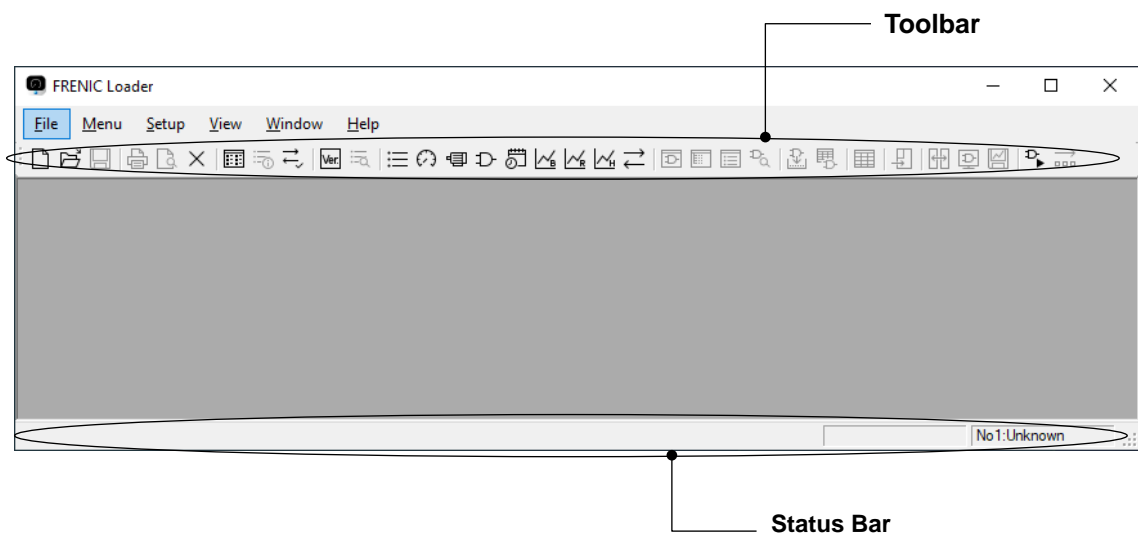 Toolbar
FRENIC Loader
File Menu Setup View Window Help
Ver. B R H
No1:Unknown
Status Bar